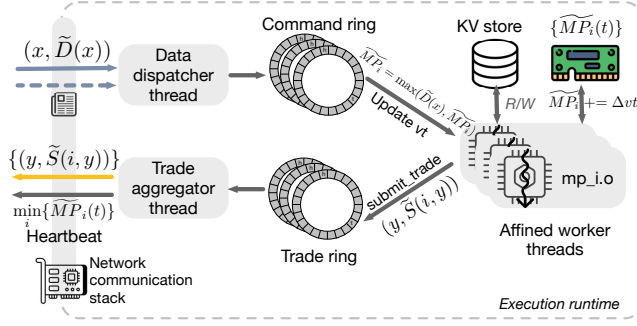 Command ring
KV store
{M̃P_i(t)}
(x, D̃(x))
Data
dispatcher
thread
M̃P_i = max(D̃(x), M̃P_i)
Update vt
R/W
M̃P_i += Δvt
{(y, S̃(i, y))}
Trade
aggregator
thread
submit_trade
(y, S̃(i, y))
mp_i.o
min_i{M̃P_i(t)}
Heartbeat
Trade ring
Affined worker
threads
Network
communication
stack
Execution runtime